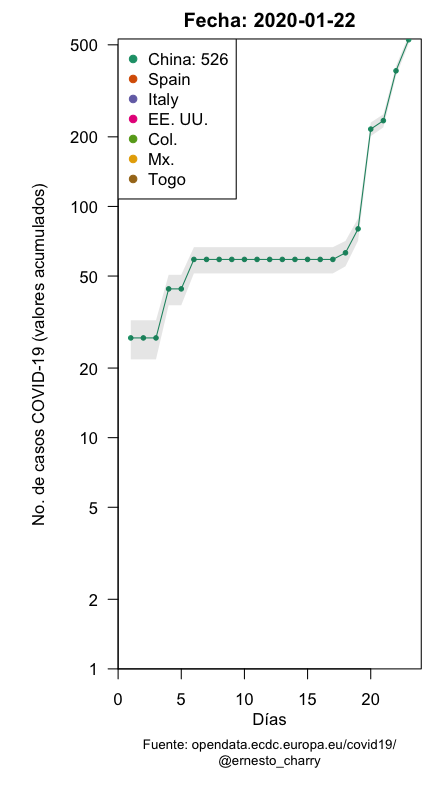 Fecha: 2020-01-22
China: 526
Spain
Italy
EE. UU.
Col.
Mx.
Togo
No. de casos COVID-19 (valores acumulados)
500
200
100
50
20
10
5
2
1
0 5 10 15 20
Días
Fuente: opendata.ecdc.europa.eu/covid19/
@ernesto_charry